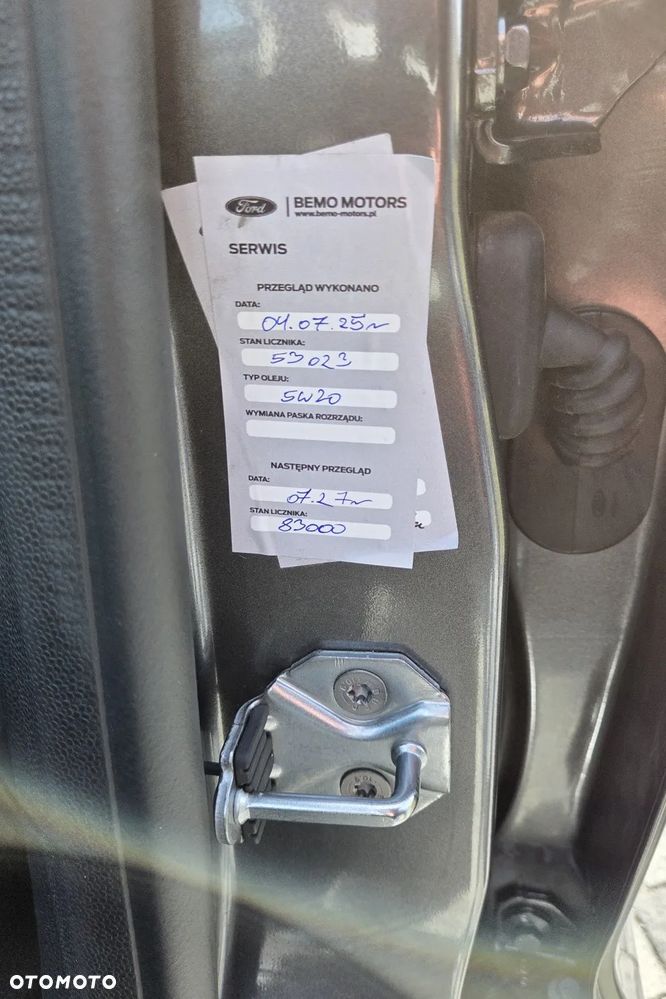 Ford
BEMO MOTORS
www.bemo-motors.pl
SERWIS
PRZEGLĄD WYKONANO
DATA:
04.07.25r
STAN LICZNIKA:
53023
TYP OLEJU:
5W20
WYMIANA PASKA ROZRZĄDU:
NASTĘPNY PRZEGLĄD
DATA:
07.27r
STAN LICZNIKA:
83000
OTOMOTO